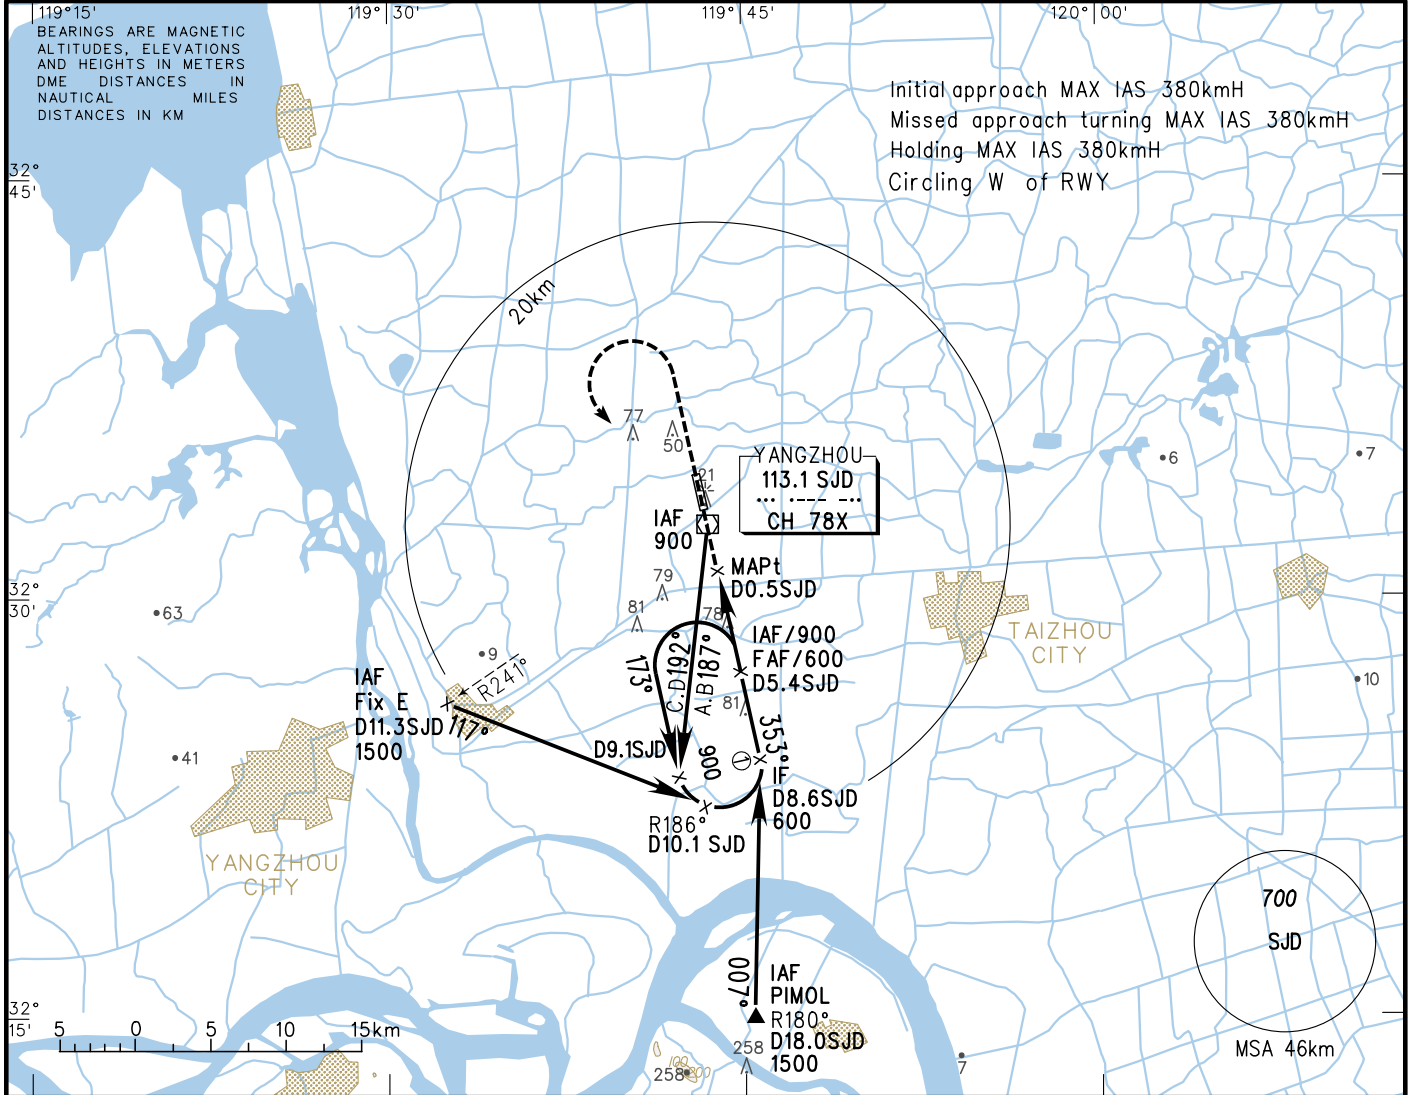 119°15'
119°30'
119°45'
120°00'
BEARINGS ARE MAGNETIC
ALTITUDES, ELEVATIONS
AND HEIGHTS IN METERS
DME DISTANCES IN
NAUTICAL MILES
DISTANCES IN KM
Initial approach MAX IAS 380kmH
Missed approach turning MAX IAS 380kmH
Holding MAX IAS 380kmH
Circling W of RWY
32°
45'
20km
77
50
21
YANGZHOU
113.1 SJD
CH 78X
6
7
IAF
900
MAPt
D0.5SJD
79
81
78
32°
30'
63
9
R241°
IAF/900
FAF/600
D5.4SJD
TAIZHOU
CITY
10
IAF
Fix E
D11.3SJD
1500
117°
173°
C.D192°
A.B187°
81
353°
41
D9.1SJD
900
IF
D8.6SJD
600
R186°
D10.1 SJD
YANGZHOU
CITY
700
SJD
MSA 46km
007°
IAF
PIMOL
R180°
D18.0SJD
1500
32°
15'
5 0 5 10 15km
258
258
100
200
7